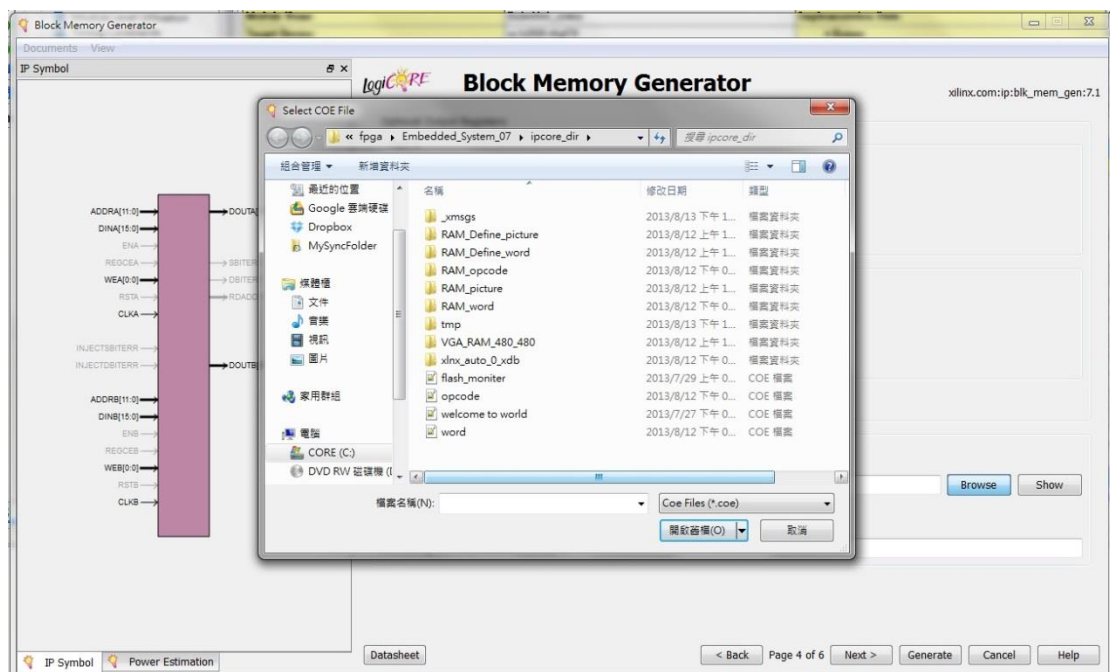 Block Memory Generator
Documents View
IP Symbol
LogiCORE
Block Memory Generator
xilinx.com:ip:blk_mem_gen:7.1
ADDRA[11:0]
DOUTA[
DINA[15:0]
ENA
REGCEA
SBITER
WEA[0:0]
DBITER
RSTA
RDADD
CLKA
INJECTSBITERR
INJECTDBITERR
DOUTB[
ADDRB[11:0]
DINB[15:0]
ENB
REGCEB
WEB[0:0]
RSTB
CLKB
Select COE File
« fpga ▸ Embedded_System_07 ▸ ipcore_dir ▸
搜尋 ipcore_dir
組合管理 新增資料夾
最近的位置
Google 雲端硬碟
Dropbox
MySyncFolder
媒體櫃
文件
音樂
視訊
圖片
家用群組
電腦
CORE (C:)
DVD RW 磁碟機 (
名稱 修改日期 類型
_xmsgs 2013/8/13 下午 1... 檔案資料夾
RAM_Define_picture 2013/8/12 上午 1... 檔案資料夾
RAM_Define_word 2013/8/12 上午 1... 檔案資料夾
RAM_opcode 2013/8/12 下午 0... 檔案資料夾
RAM_picture 2013/8/12 上午 1... 檔案資料夾
RAM_word 2013/8/12 下午 0... 檔案資料夾
tmp 2013/8/13 下午 1... 檔案資料夾
VGA_RAM_480_480 2013/8/12 上午 1... 檔案資料夾
xlnx_auto_0_xdb 2013/8/12 下午 0... 檔案資料夾
flash_moniter 2013/7/29 上午 0... COE 檔案
opcode 2013/8/12 下午 0... COE 檔案
welcome to world 2013/7/27 下午 0... COE 檔案
word 2013/8/12 下午 0... COE 檔案
檔案名稱(N):
Coe Files (*.coe)
開啟舊檔(O) 取消
Browse Show
IP Symbol Power Estimation
Datasheet
< Back Page 4 of 6 Next > Generate Cancel Help